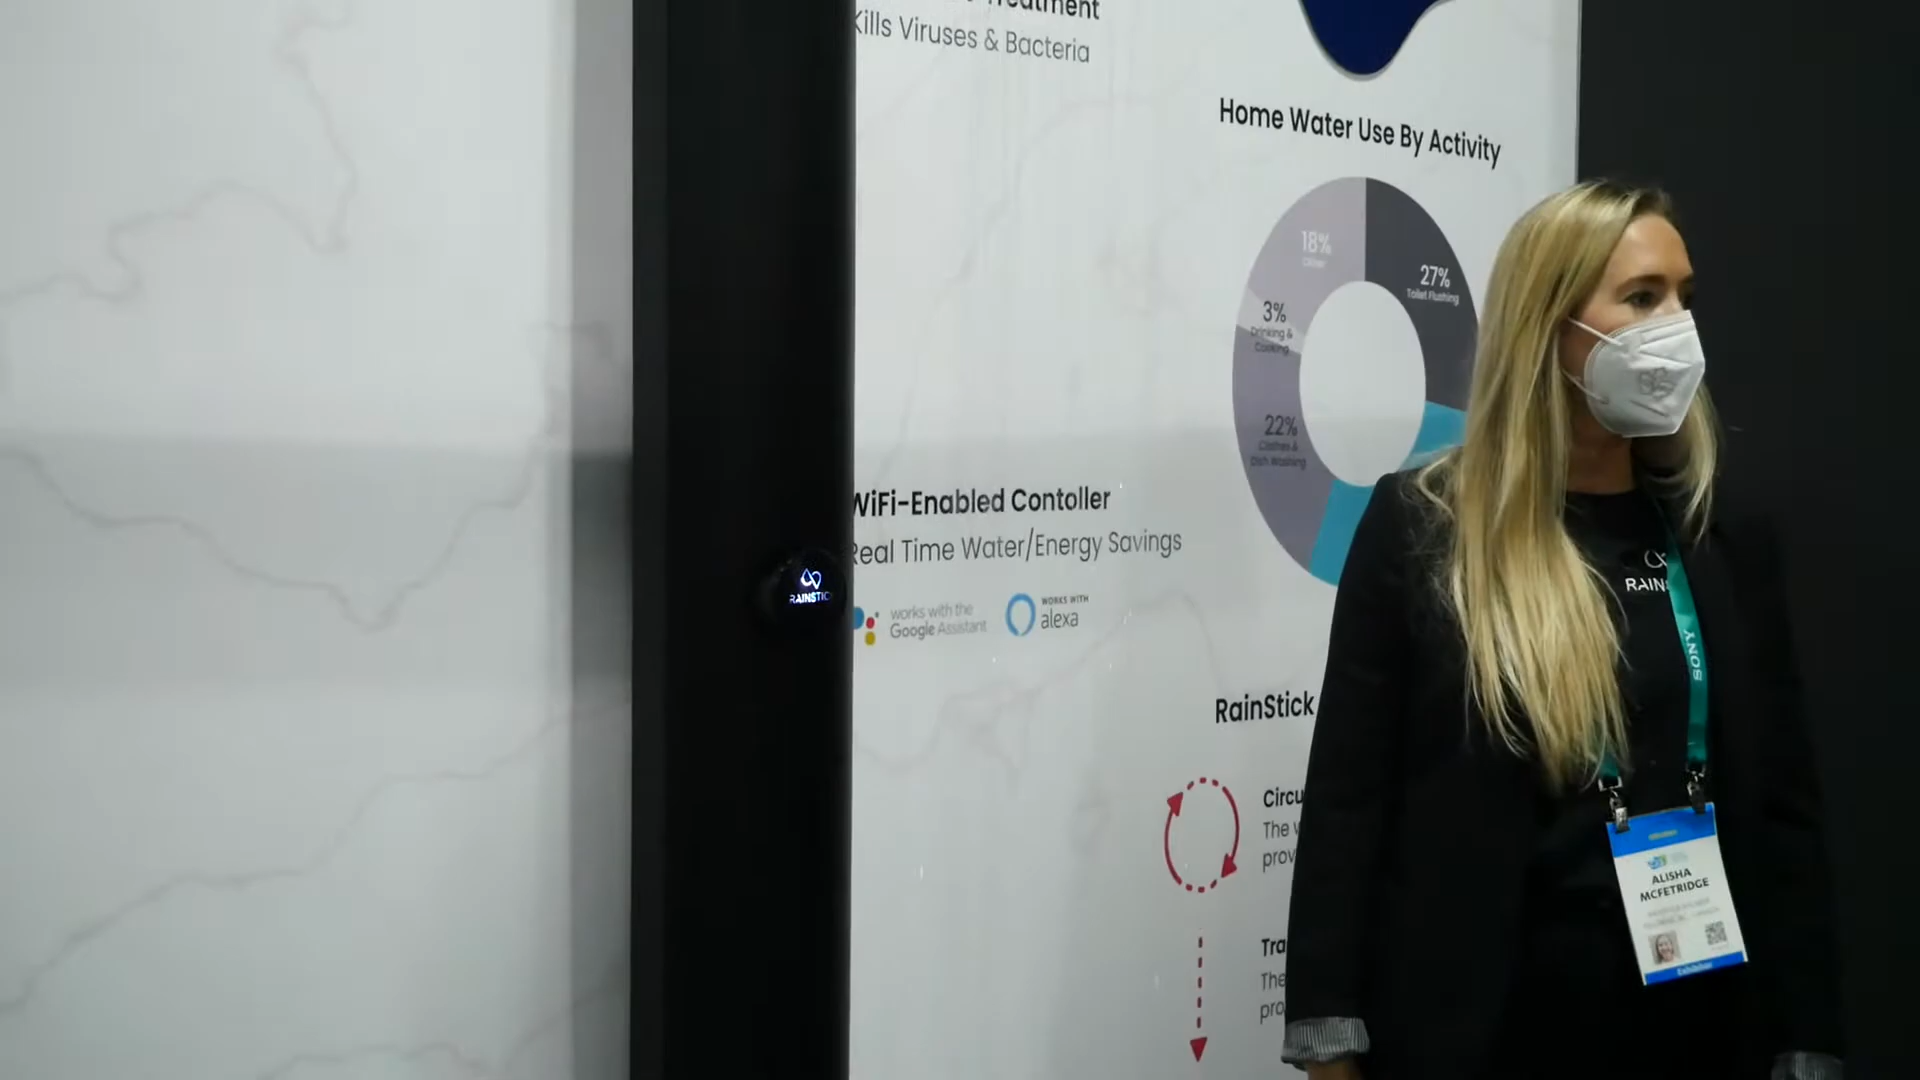 Kills Viruses & Bacteria
Home Water Use By Activity
18%
Other
27%
Toilet Flushing
3%
Drinking &
Cooking
22%
Clothes &
Dish Washing
WiFi-Enabled Contoller
Real Time Water/Energy Savings
works with the
Google Assistant
WORKS WITH
alexa
RAINSTICK
RainStick
Circu
The
prov
Tra
The
pro
RAINS
SONY
ALISHA
MCFETRIDGE
Exhibitor